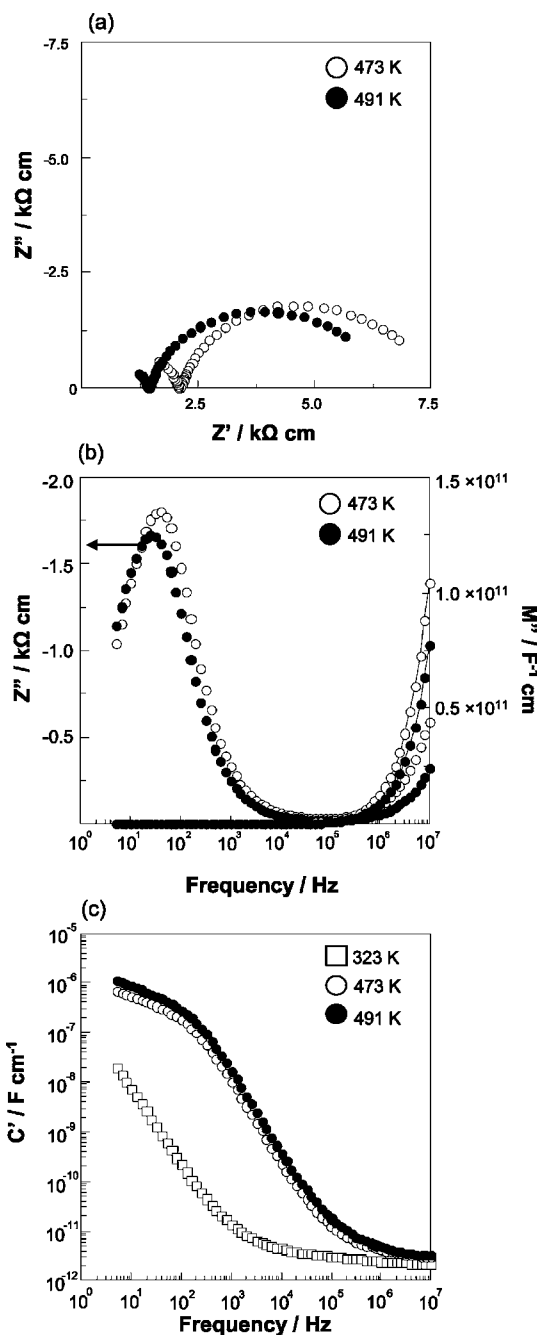 (a)
-7.5
-5.0
-2.5
0
2.5
5.0
7.5
473 K
491 K
Z" / kΩ cm
Z' / kΩ cm
(b)
-2.0
-1.5
-1.0
-0.5
1.5 ×10¹¹
1.0 ×10¹¹
0.5 ×10¹¹
473 K
491 K
Z" / kΩ cm
M" / F⁻¹ cm
10⁰ 10¹ 10² 10³ 10⁴ 10⁵ 10⁶ 10⁷
Frequency / Hz
(c)
10⁻⁵
10⁻⁶
10⁻⁷
10⁻⁸
10⁻⁹
10⁻¹⁰
10⁻¹¹
10¹²
323 K
473 K
491 K
C' / F cm⁻¹
10⁰ 10¹ 10² 10³ 10⁴ 10⁵ 10⁶ 10⁷
Frequency / Hz